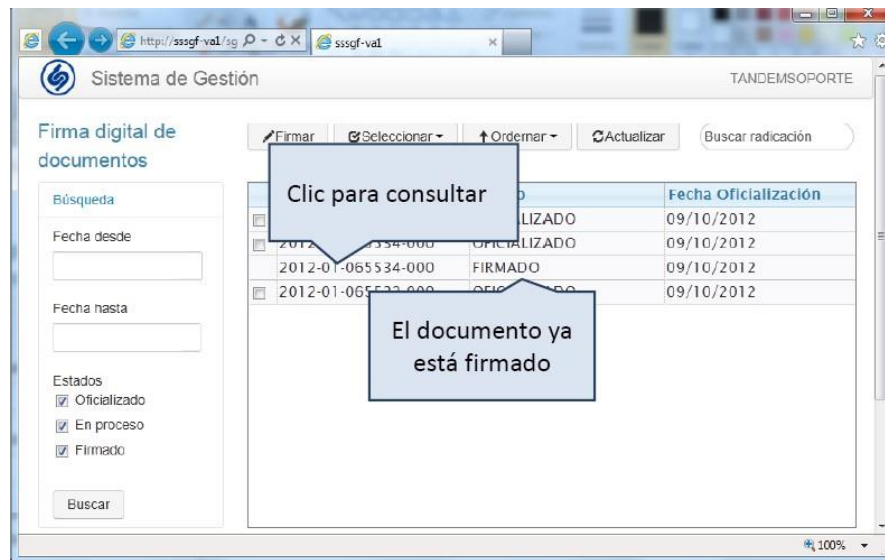 http://sssgf-va1/sg
sssgf-va1
Sistema de Gestión
TANDEMSOPORTE
Firma digital de
documentos
Firmar
Seleccionar
Ordernar
Actualizar
Buscar radicación
Búsqueda
Fecha desde
Fecha hasta
Estados
Oficializado
En proceso
Firmado
Buscar
Clic para consultar
Fecha Oficialización
09/10/2012
OFICIALIZADO 09/10/2012
2012-01-065534-000 FIRMADO 09/10/2012
09/10/2012
El documento ya
está firmado
100%